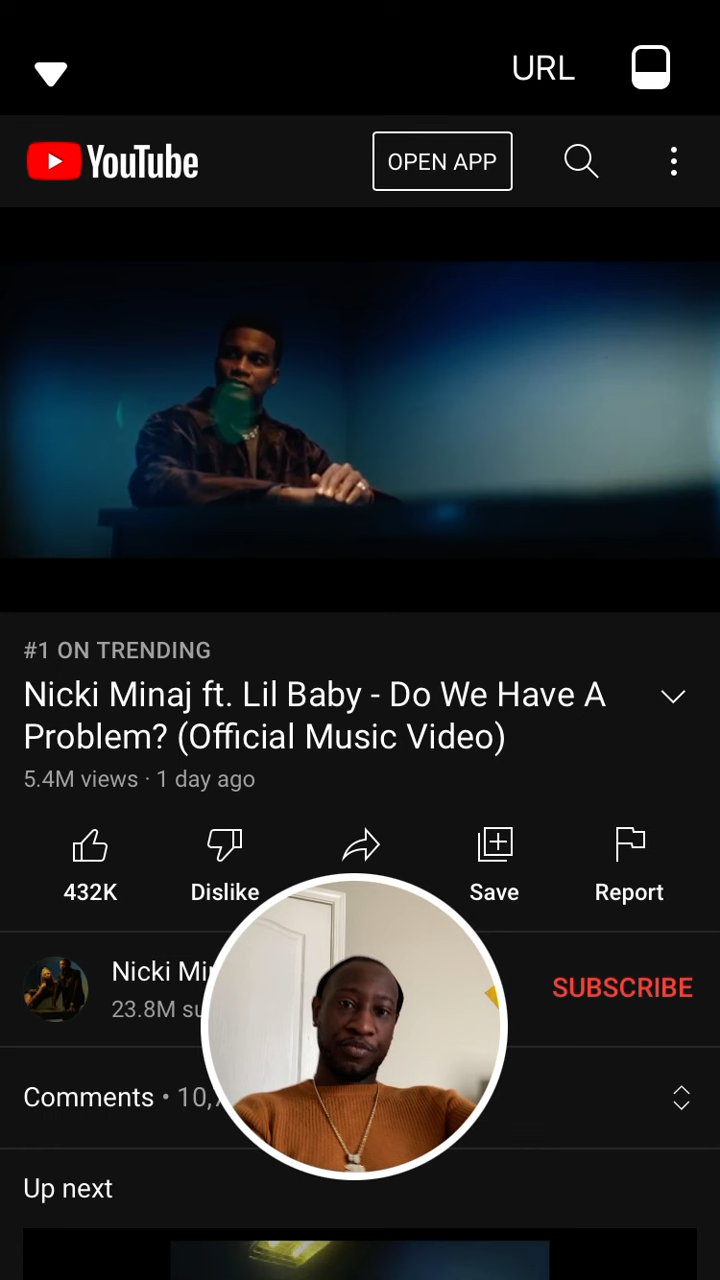 URL
YouTube
OPEN APP
#1 ON TRENDING
Nicki Minaj ft. Lil Baby - Do We Have A
Problem? (Official Music Video)
5.4M views · 1 day ago
432K
Dislike
Save
Report
Nicki
23.8M
SUBSCRIBE
Comments •
Up next